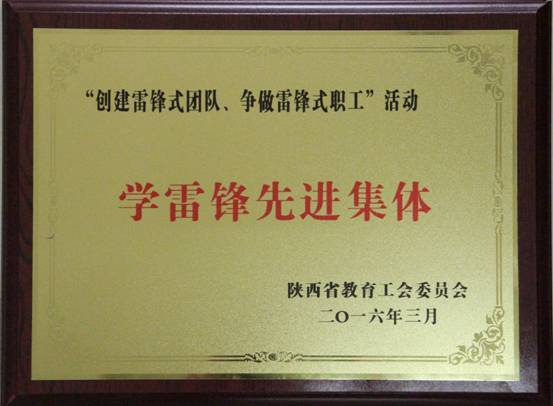 “创建雷锋式团队、争做雷锋式职工”活动
学雷锋先进集体
陕西省教育工会委员会
二〇一六年三月